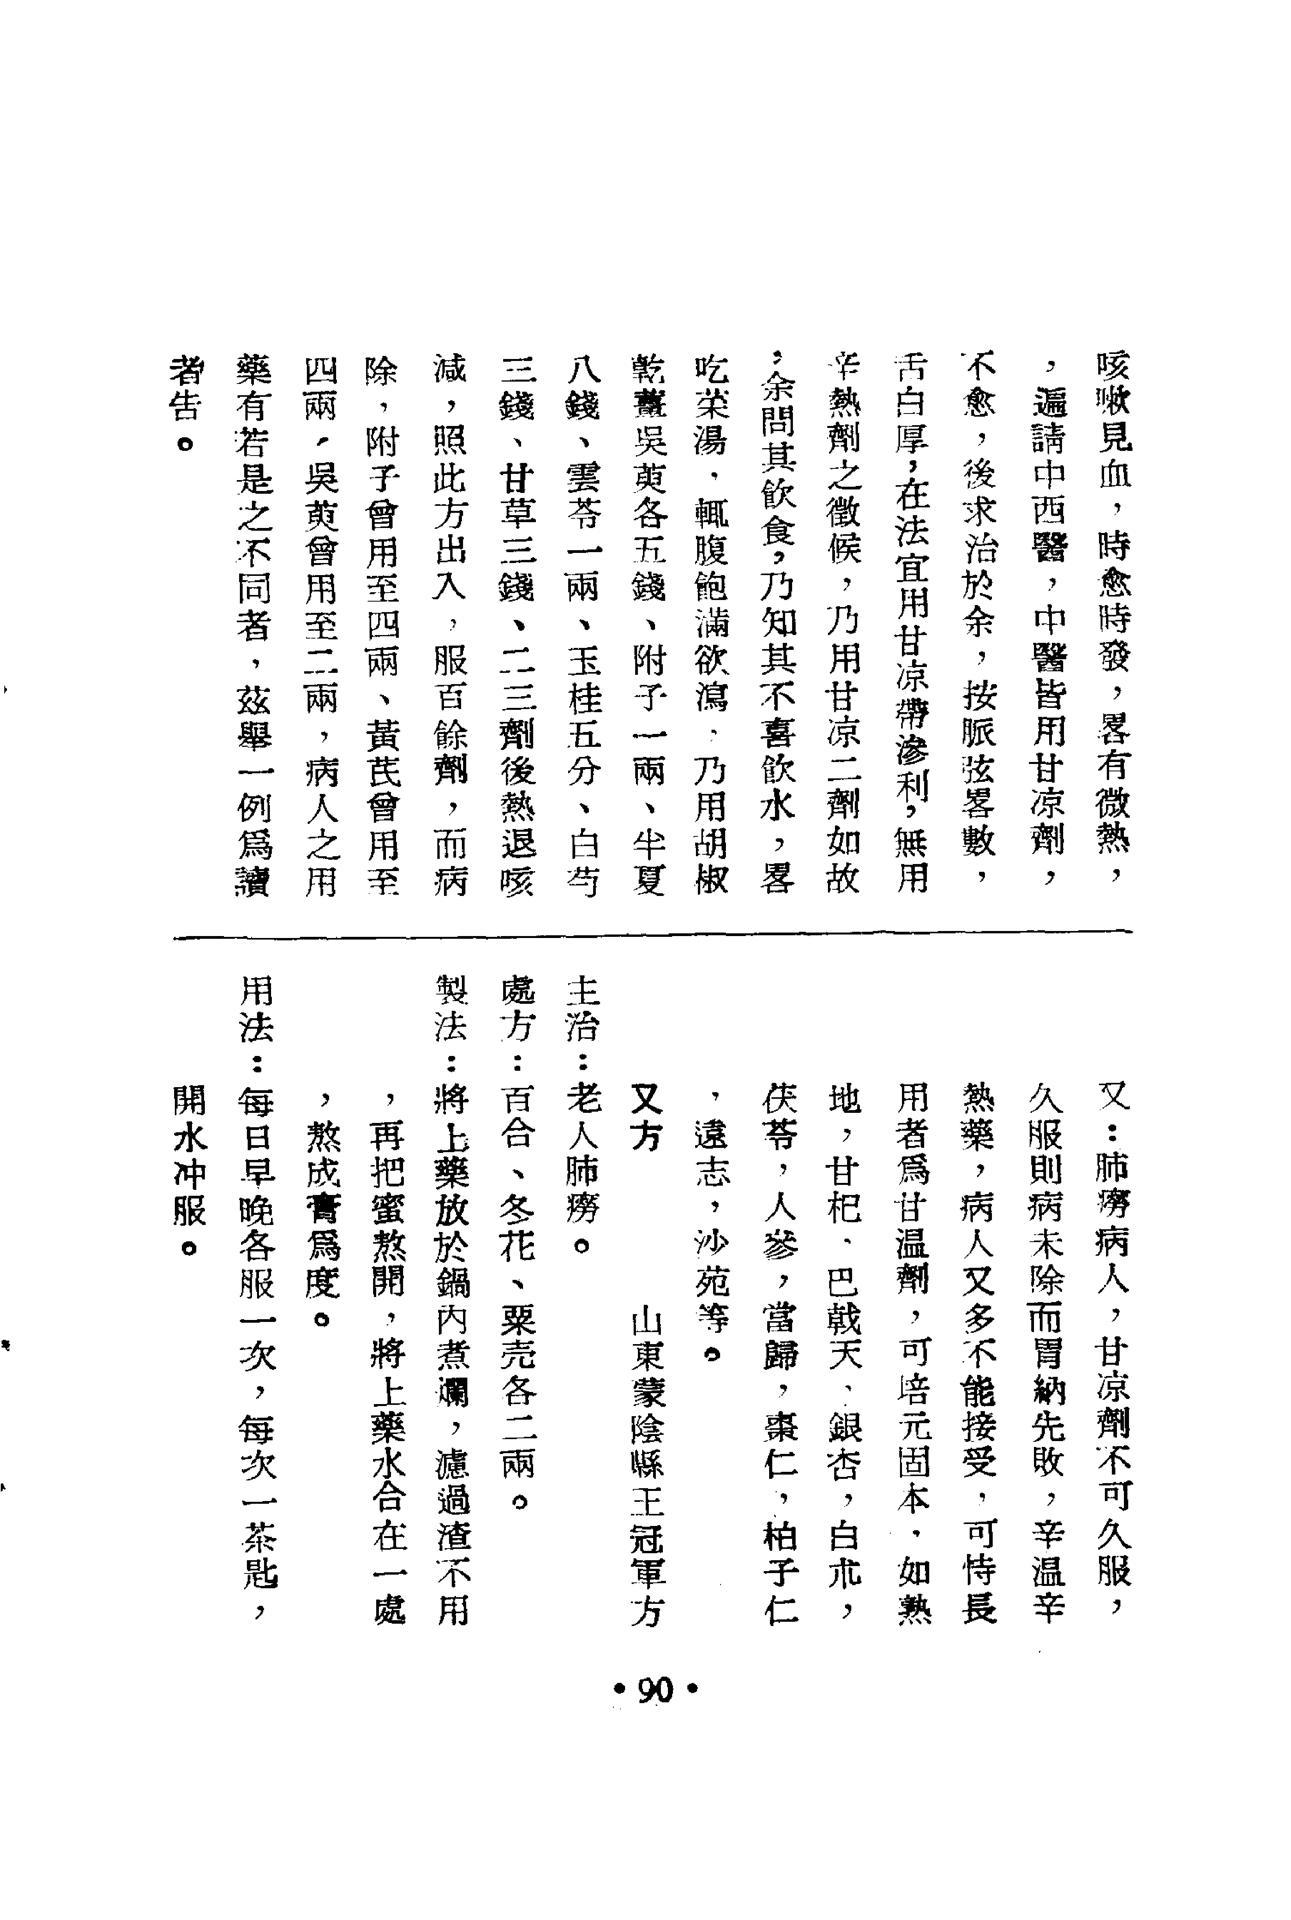 咳嗽見血，時愈時發，畧有微熱，
，遍請中西醫，中醫皆用甘凉劑，
不愈，後求治於余，按脈弦畧數，
舌白厚，在法宜用甘凉帶滲利，無用
辛熱劑之徵候，乃用甘凉二劑如故
，余問其飲食，乃知其不喜飲水，畧
吃菜湯，輒腹飽滿欲瀉，乃用胡椒
乾薑吳萸各五錢、附子一兩、半夏
八錢、雲苓一兩、玉桂五分、白芍
三錢、甘草三錢、二三劑後熱退咳
減，照此方出入，服百餘劑，而病
除，附子曾用至四兩、黃芪曾用至
四兩，吳萸曾用至二兩，病人之用
藥有若是之不同者，茲舉一例爲讀
者告。
又：肺癆病人，甘凉劑不可久服，
久服則病未除而胃納先敗，辛温辛
熱藥，病人又多不能接受，可恃長
用者爲甘温劑，可培元固本，如熟
地，甘杞、巴戟天、銀杏，白朮，
茯苓，人參，當歸，棗仁，柏子仁
，遠志，沙苑等。
又方　　山東蒙陰縣王冠軍方
主治：老人肺癆。
處方：百合、冬花、粟壳各二兩。
製法：將上藥放於鍋內煮爛，濾過渣不用
，再把蜜熬開，將上藥水合在一處
，熬成膏爲度。
用法：每日早晚各服一次，每次一茶匙，
開水冲服。
•90•